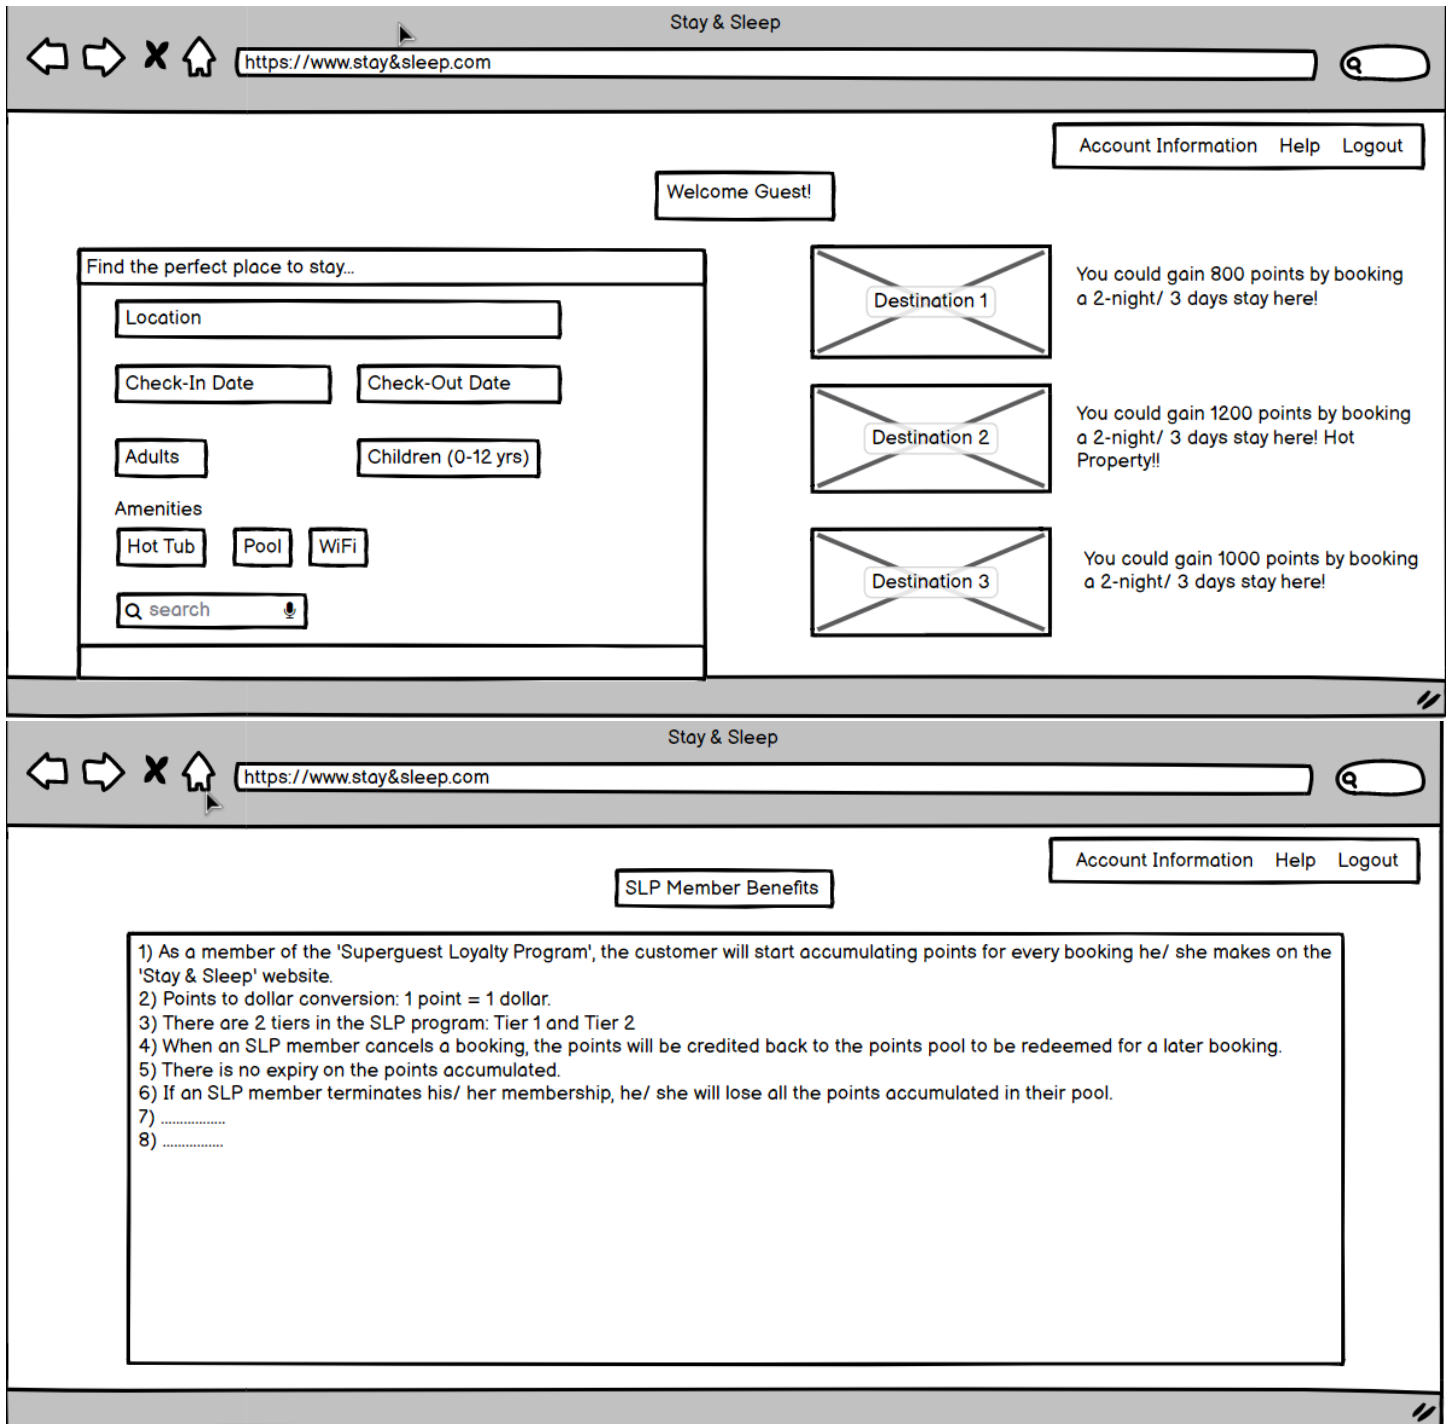 Stay & Sleep
https://www.stay&sleep.com
Account Information Help Logout
Welcome Guest!
Find the perfect place to stay...
Location
Check-In Date
Check-Out Date
Adults
Children (0-12 yrs)
Amenities
Hot Tub
Pool
WiFi
search
Destination 1
You could gain 800 points by booking
a 2-night/ 3 days stay here!
Destination 2
You could gain 1200 points by booking
a 2-night/ 3 days stay here! Hot
Property!!
Destination 3
You could gain 1000 points by booking
a 2-night/ 3 days stay here!
Stay & Sleep
https://www.stay&sleep.com
Account Information Help Logout
SLP Member Benefits
1) As a member of the 'Superguest Loyalty Program', the customer will start accumulating points for every booking he/ she makes on the
'Stay & Sleep' website.
2) Points to dollar conversion: 1 point = 1 dollar.
3) There are 2 tiers in the SLP program: Tier 1 and Tier 2
4) When an SLP member cancels a booking, the points will be credited back to the points pool to be redeemed for a later booking.
5) There is no expiry on the points accumulated.
6) If an SLP member terminates his/ her membership, he/ she will lose all the points accumulated in their pool.
7) .................
8) ................